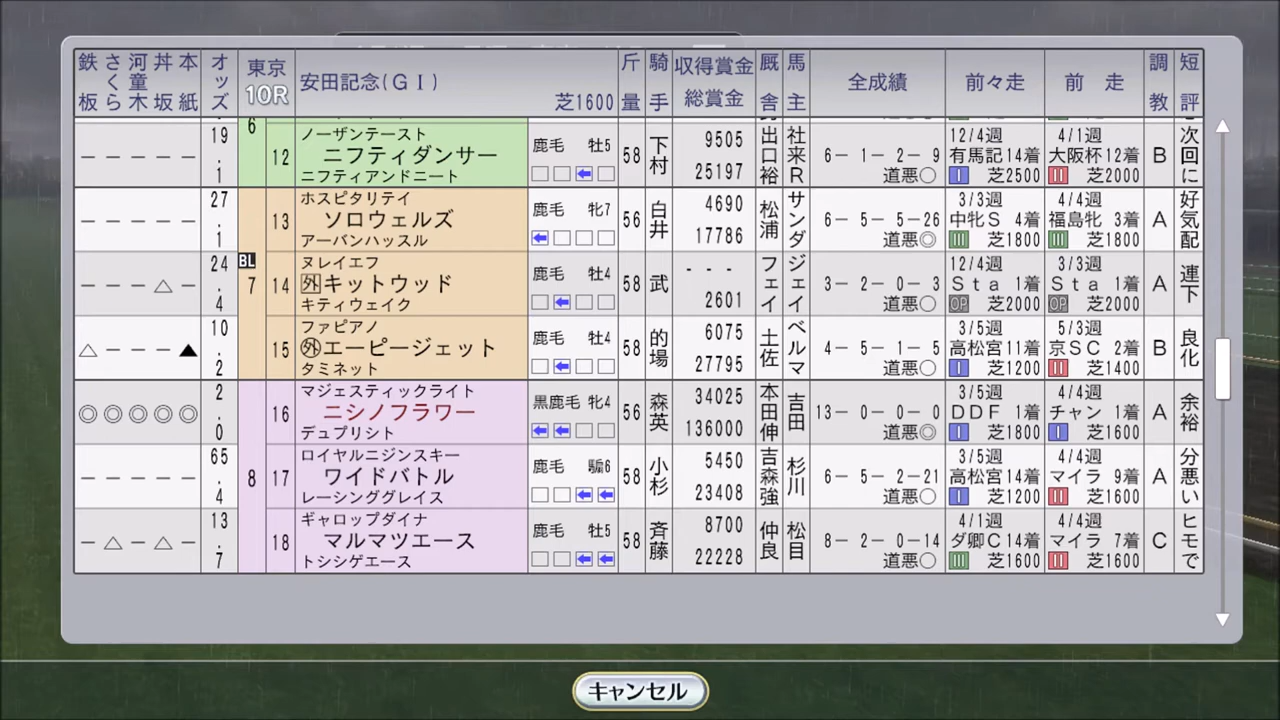 鉄板 さくら 河童木 丼坂 本紙 オッズ 東京10R 安田記念(GⅠ) 芝1600 斤量 騎手 収得賞金 総賞金 厩舎 馬主 全成績 前々走 前走 調教 短評
－ － － － － 19.1 6 12 ノーザンテースト
ニフティダンサー
ニフティアンドニート
鹿毛 牡5 58 下村 9505 25197 出口裕 社来R 6－1－2－9 道悪○
12/4週 有馬記14着 Ⅰ 芝2500
4/1週 大阪杯12着 Ⅱ 芝2000
B 次回に
－ － － － － 27.1 13 ホスピタリテイ
ソロウェルズ
アーバンハッスル
鹿毛 牝7 56 白井 4690 17786 松浦 サンダ 6－5－5－26 道悪◎
3/3週 中牝S 4着 Ⅲ 芝1800
4/4週 福島牝 3着 Ⅲ 芝1800
A 好気配
－ － － △ － 24.4 BL 7 14 ヌレイエフ
外キットウッド
キティウェイク
鹿毛 牡4 58 武 - - - 2601 フェイ ジェイ 3－2－0－3 道悪○
12/4週 Sta 1着 OP 芝2000
3/3週 Sta 1着 OP 芝2000
A 連下
△ － － － ▲ 10.2 15 ファピアノ
外エーピージェット
タミネット
鹿毛 牡4 58 的場 6075 27795 土佐 ベルマ 4－5－1－5 道悪○
3/5週 高松宮11着 Ⅰ 芝1200
5/3週 京SC 2着 Ⅱ 芝1400
B 良化
◎ ◎ ◎ ◎ ◎ 2.0 16 マジェスティックライト
ニシノフラワー
デュプリシト
黒鹿毛 牝4 56 森英 34025 136000 本田伸 吉田 13－0－0－0 道悪◎
3/5週 DDF 1着 Ⅰ 芝1800
4/4週 チャン 1着 Ⅰ 芝1600
A 余裕
－ － － － － 65.4 8 17 ロイヤルニジンスキー
ワイドバトル
レーシンググレイス
鹿毛 騸6 58 小杉 5450 23408 吉森強 杉川 6－5－2－21 道悪○
3/5週 高松宮14着 Ⅰ 芝1200
4/4週 マイラ 9着 Ⅱ 芝1600
A 分悪い
－ △ － △ － 13.7 18 ギャロップダイナ
マルマツエース
トシシゲエース
鹿毛 牡5 58 斉藤 8700 22228 仲良 松目 8－2－0－14 道悪○
4/1週 ダ卿C14着 Ⅲ 芝1600
4/4週 マイラ 7着 Ⅱ 芝1600
C ヒモで
キャンセル